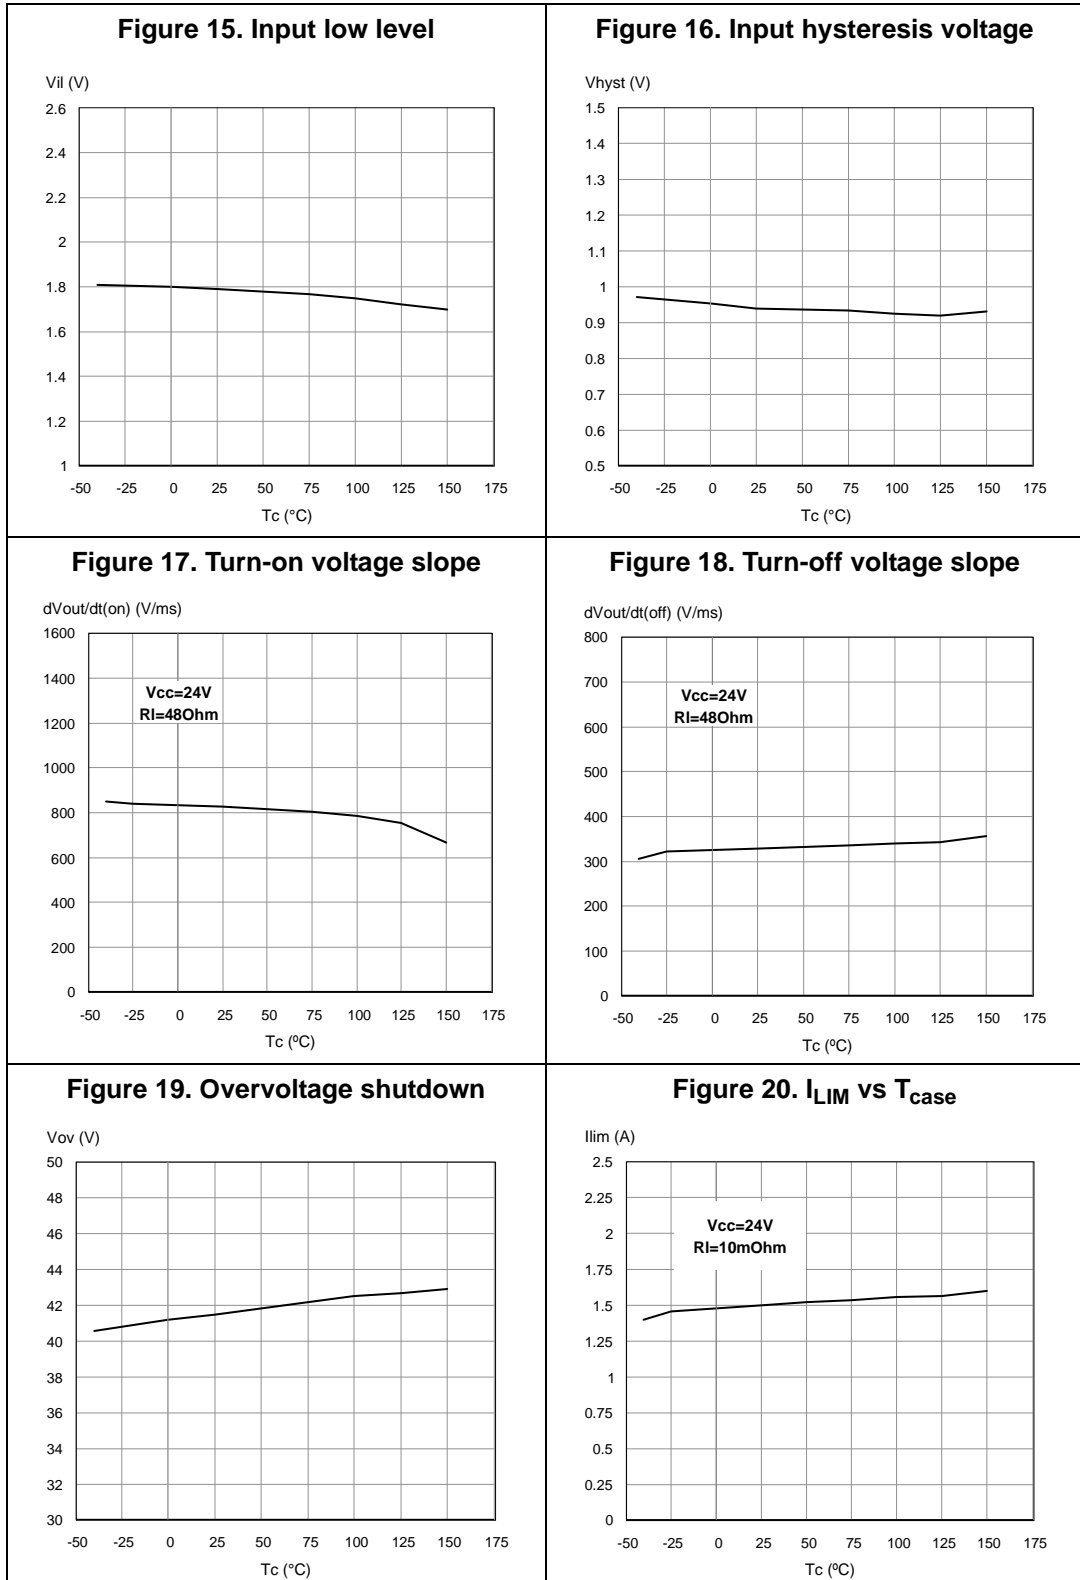 Figure 15. Input low level
Vil (V)
2.6
2.4
2.2
2
1.8
1.6
1.4
1.2
1
-50 -25 0 25 50 75 100 125 150 175
Tc (°C)
Figure 16. Input hysteresis voltage
Vhyst (V)
1.5
1.4
1.3
1.2
1.1
1
0.9
0.8
0.7
0.6
0.5
-50 -25 0 25 50 75 100 125 150 175
Tc (°C)
Figure 17. Turn-on voltage slope
dVout/dt(on) (V/ms)
1600
1400
1200
1000
800
600
400
200
0
Vcc=24V
Rl=48Ohm
-50 -25 0 25 50 75 100 125 150 175
Tc (ºC)
Figure 18. Turn-off voltage slope
dVout/dt(off) (V/ms)
800
700
600
500
400
300
200
100
0
Vcc=24V
Rl=48Ohm
-50 -25 0 25 50 75 100 125 150 175
Tc (ºC)
Figure 19. Overvoltage shutdown
Vov (V)
50
48
46
44
42
40
38
36
34
32
30
-50 -25 0 25 50 75 100 125 150 175
Tc (°C)
Figure 20. ILIM vs Tcase
Ilim (A)
2.5
2.25
2
1.75
1.5
1.25
1
0.75
0.5
0.25
0
Vcc=24V
Rl=10mOhm
-50 -25 0 25 50 75 100 125 150 175
Tc (ºC)